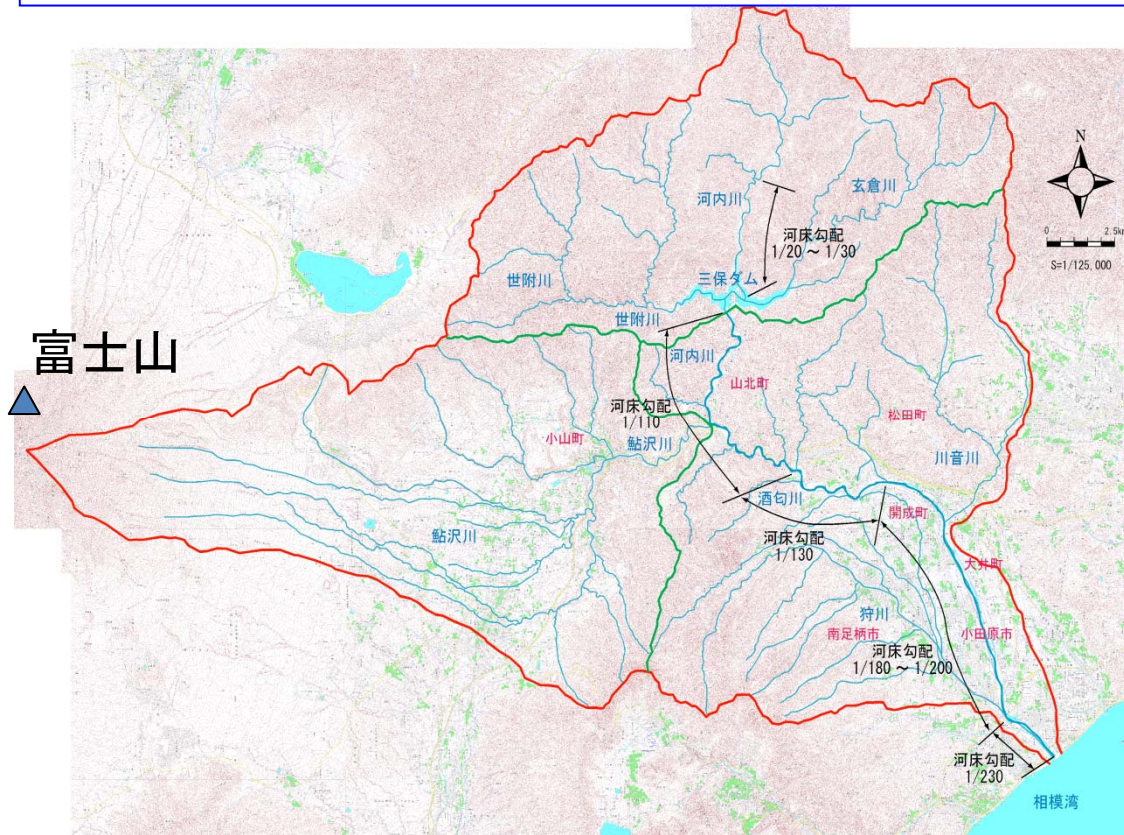 N
0 2.5km
S=1/125,000
玄倉川
河内川
河床勾配
1/20 ~ 1/30
三保ダム
世附川
世附川
富士山
河内川
山北町
河床勾配
1/110
松田町
小山町
鮎沢川
川音川
酒匂川
開成町
河床勾配
1/130
鮎沢川
大井町
狩川
南足柄市
小田原市
河床勾配
1/180 ~ 1/200
河床勾配
1/230
相模湾